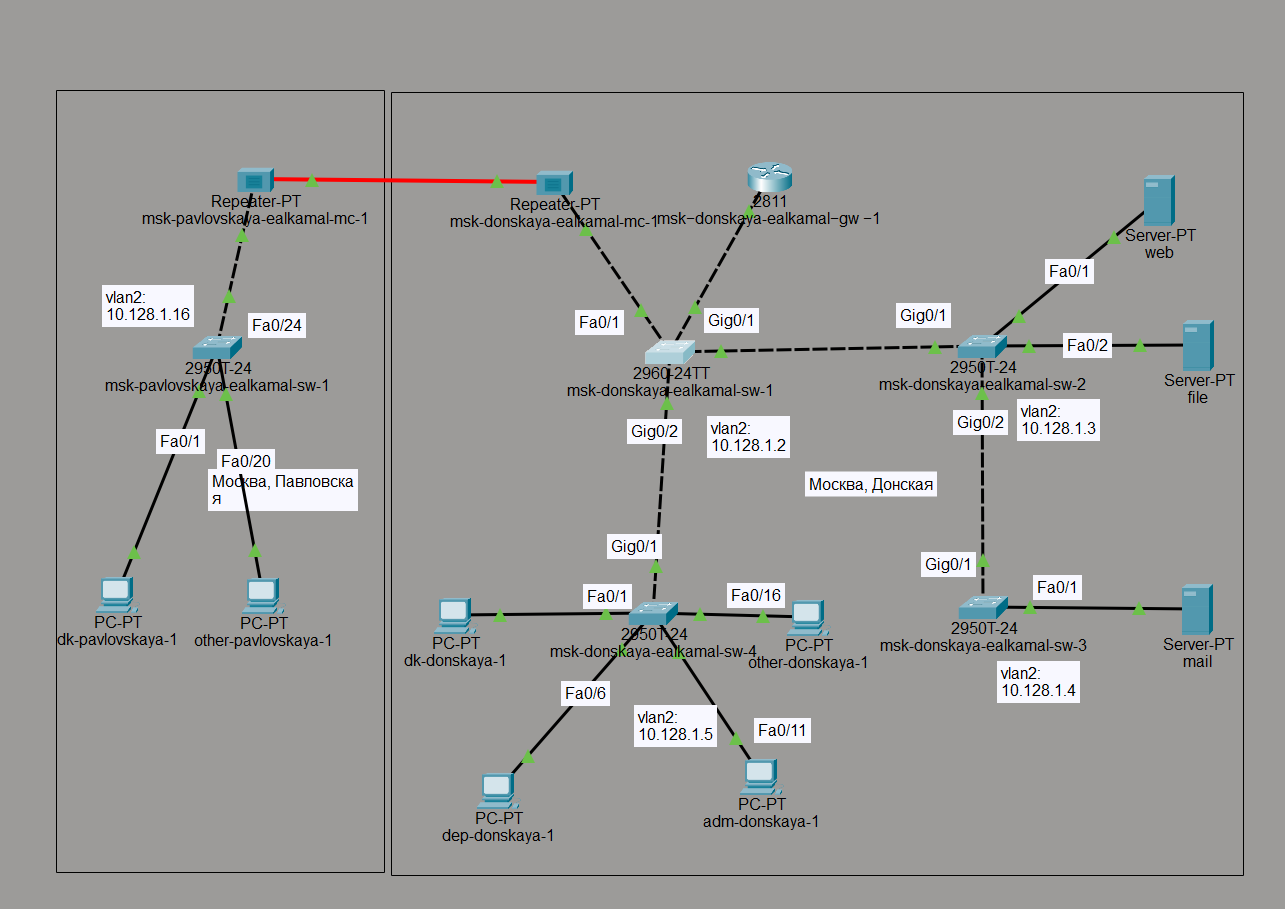 Repeater-PT
msk-pavlovskaya-ealkamal-mc-1
vlan2:
10.128.1.16
Fa0/24
2950T-24
msk-pavlovskaya-ealkamal-sw-1
Fa0/1
Fa0/20
Москва, Павловска
я
PC-PT
dk-pavlovskaya-1
PC-PT
other-pavlovskaya-1
Repeater-PT
msk-donskaya-ealkamal-mc-1
2811
msk-donskaya-ealkamal-gw -1
Fa0/1
Gig0/1
2960-24TT
msk-donskaya-ealkamal-sw-1
Gig0/2
vlan2:
10.128.1.2
Server-PT
web
Fa0/1
Gig0/1
Fa0/2
2950T-24
msk-donskaya-ealkamal-sw-2
Server-PT
file
Gig0/2
vlan2:
10.128.1.3
Москва, Донская
Gig0/1
Fa0/1
Fa0/16
2950T-24
msk-donskaya-ealkamal-sw-4
PC-PT
dk-donskaya-1
PC-PT
other-donskaya-1
Fa0/6
vlan2:
10.128.1.5
Fa0/11
PC-PT
dep-donskaya-1
PC-PT
adm-donskaya-1
Gig0/1
Fa0/1
2950T-24
msk-donskaya-ealkamal-sw-3
Server-PT
mail
vlan2:
10.128.1.4